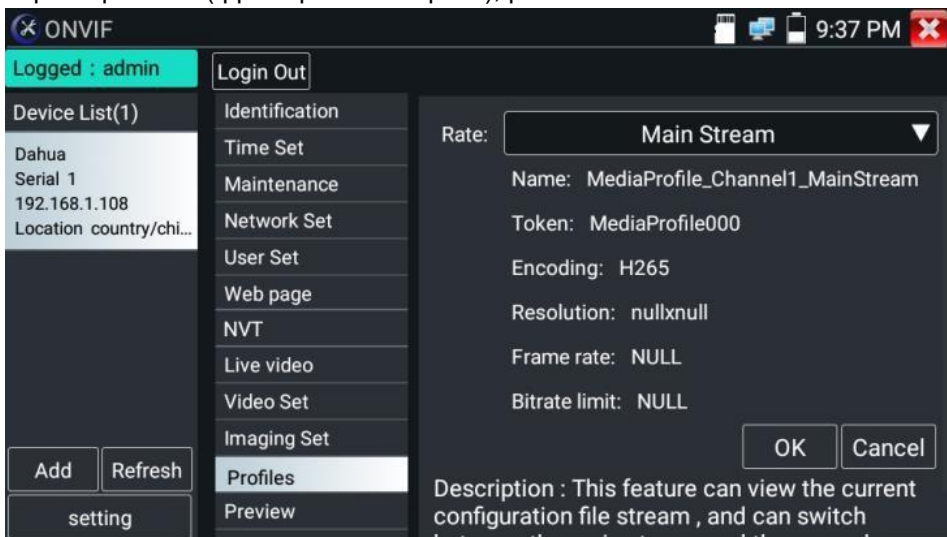 ONVIF
9:37 PM
Logged : admin
Login Out
Device List(1)
Dahua
Serial 1
192.168.1.108
Location country/chi...
Add
Refresh
setting
Identification
Time Set
Maintenance
Network Set
User Set
Web page
NVT
Live video
Video Set
Imaging Set
Profiles
Preview
Rate: Main Stream
Name: MediaProfile_Channel1_MainStream
Token: MediaProfile000
Encoding: H265
Resolution: nullxnull
Frame rate: NULL
Bitrate limit: NULL
OK
Cancel
Description : This feature can view the current
configuration file stream , and can switch